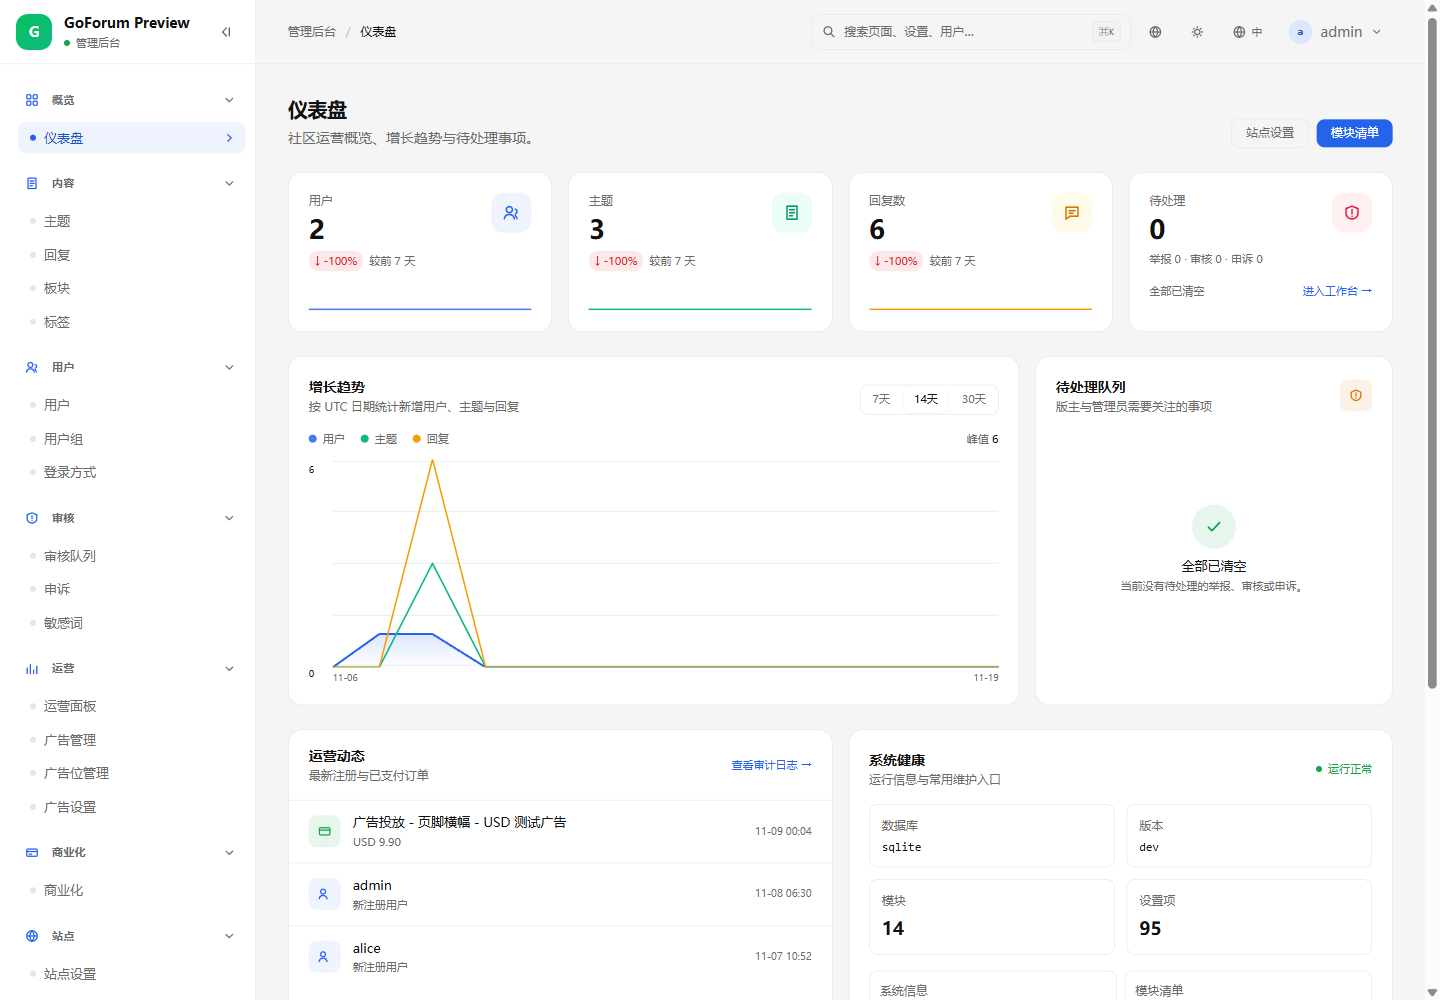 G
GoForum Preview
管理后台
管理后台 / 仪表盘
搜索页面、设置、用户...
⌘K
中
a
admin
概览
仪表盘
内容
主题
回复
板块
标签
用户
用户
用户组
登录方式
审核
审核队列
申诉
敏感词
运营
运营面板
广告管理
广告位管理
广告设置
商业化
商业化
站点
站点设置
仪表盘
社区运营概览、增长趋势与待处理事项。
站点设置
模块清单
用户
2
↓ -100% 较前 7 天
主题
3
↓ -100% 较前 7 天
回复数
6
↓ -100% 较前 7 天
待处理
0
举报 0 · 审核 0 · 申诉 0
全部已清空
进入工作台 →
增长趋势
按 UTC 日期统计新增用户、主题与回复
7天 14天 30天
用户 主题 回复
峰值 6
6
0
11-06
11-19
待处理队列
版主与管理员需要关注的事项
全部已清空
当前没有待处理的举报、审核或申诉。
运营动态
最新注册与已支付订单
查看审计日志 →
广告投放 - 页脚横幅 - USD 测试广告
USD 9.90
11-09 00:04
admin
新注册用户
11-08 06:30
alice
新注册用户
11-07 10:52
系统健康
运行信息与常用维护入口
运行正常
数据库
sqlite
版本
dev
模块
14
设置项
95
系统信息
模块清单